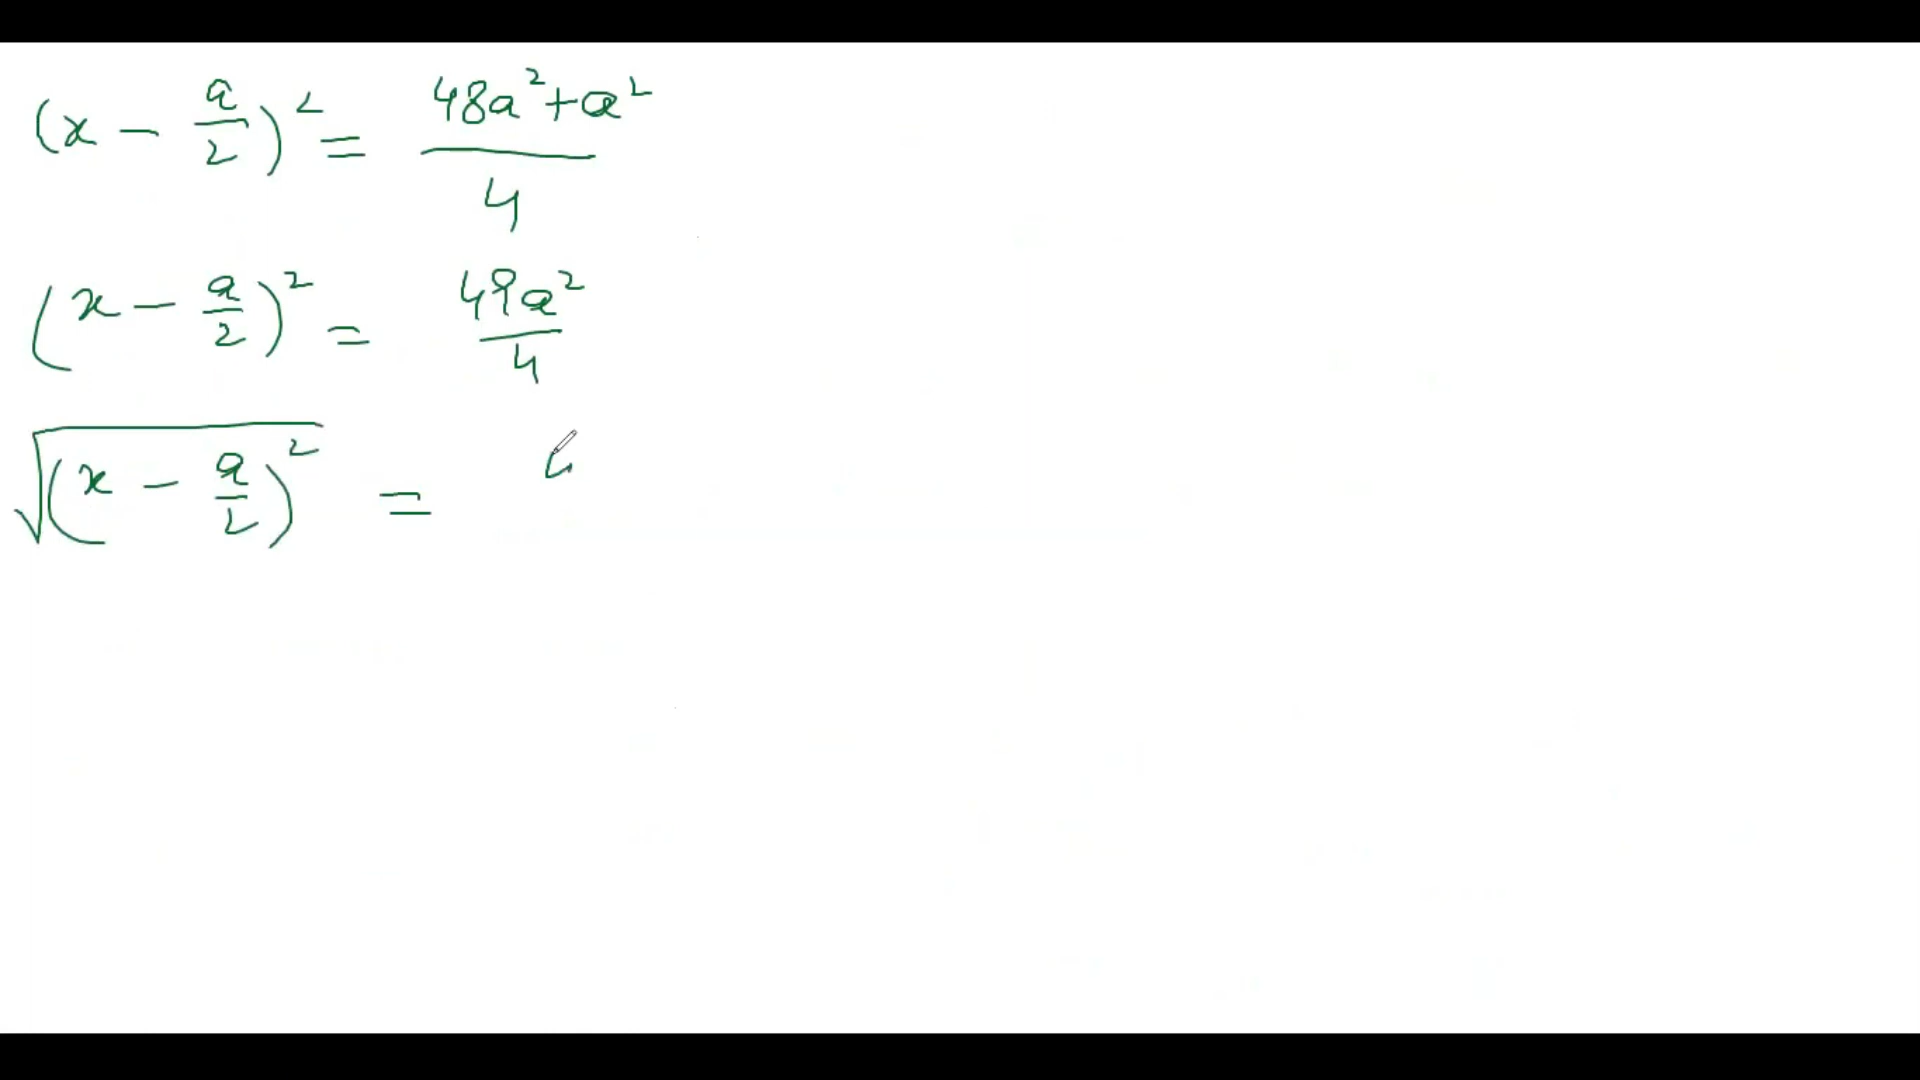 (x - a/2)² = (48a² + a²)/4
(x - a/2)² = 49a²/4
√(x - a/2)² =